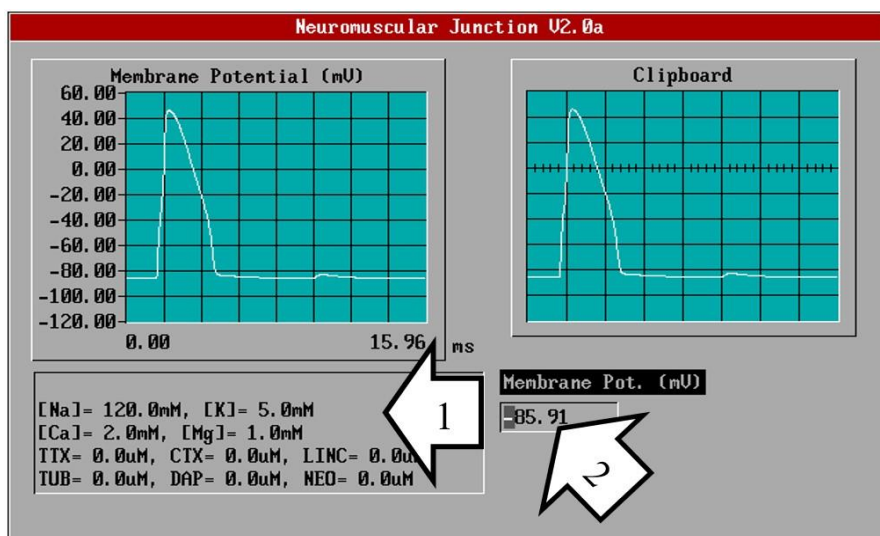 Neuromuscular Junction V2.0a
Membrane Potential (mV)
60.00
40.00
20.00
0.00
-20.00
-40.00
-60.00
-80.00
-100.00
-120.00
0.00 15.96 ms
Clipboard
[Na]= 120.0mM, [K]= 5.0mM
[Ca]= 2.0mM, [Mg]= 1.0mM
TTX= 0.0uM, CTX= 0.0uM, LINC= 0.0u
TUB= 0.0uM, DAP= 0.0uM, NEO= 0.0uM
1
Membrane Pot. (mV)
-85.91
2